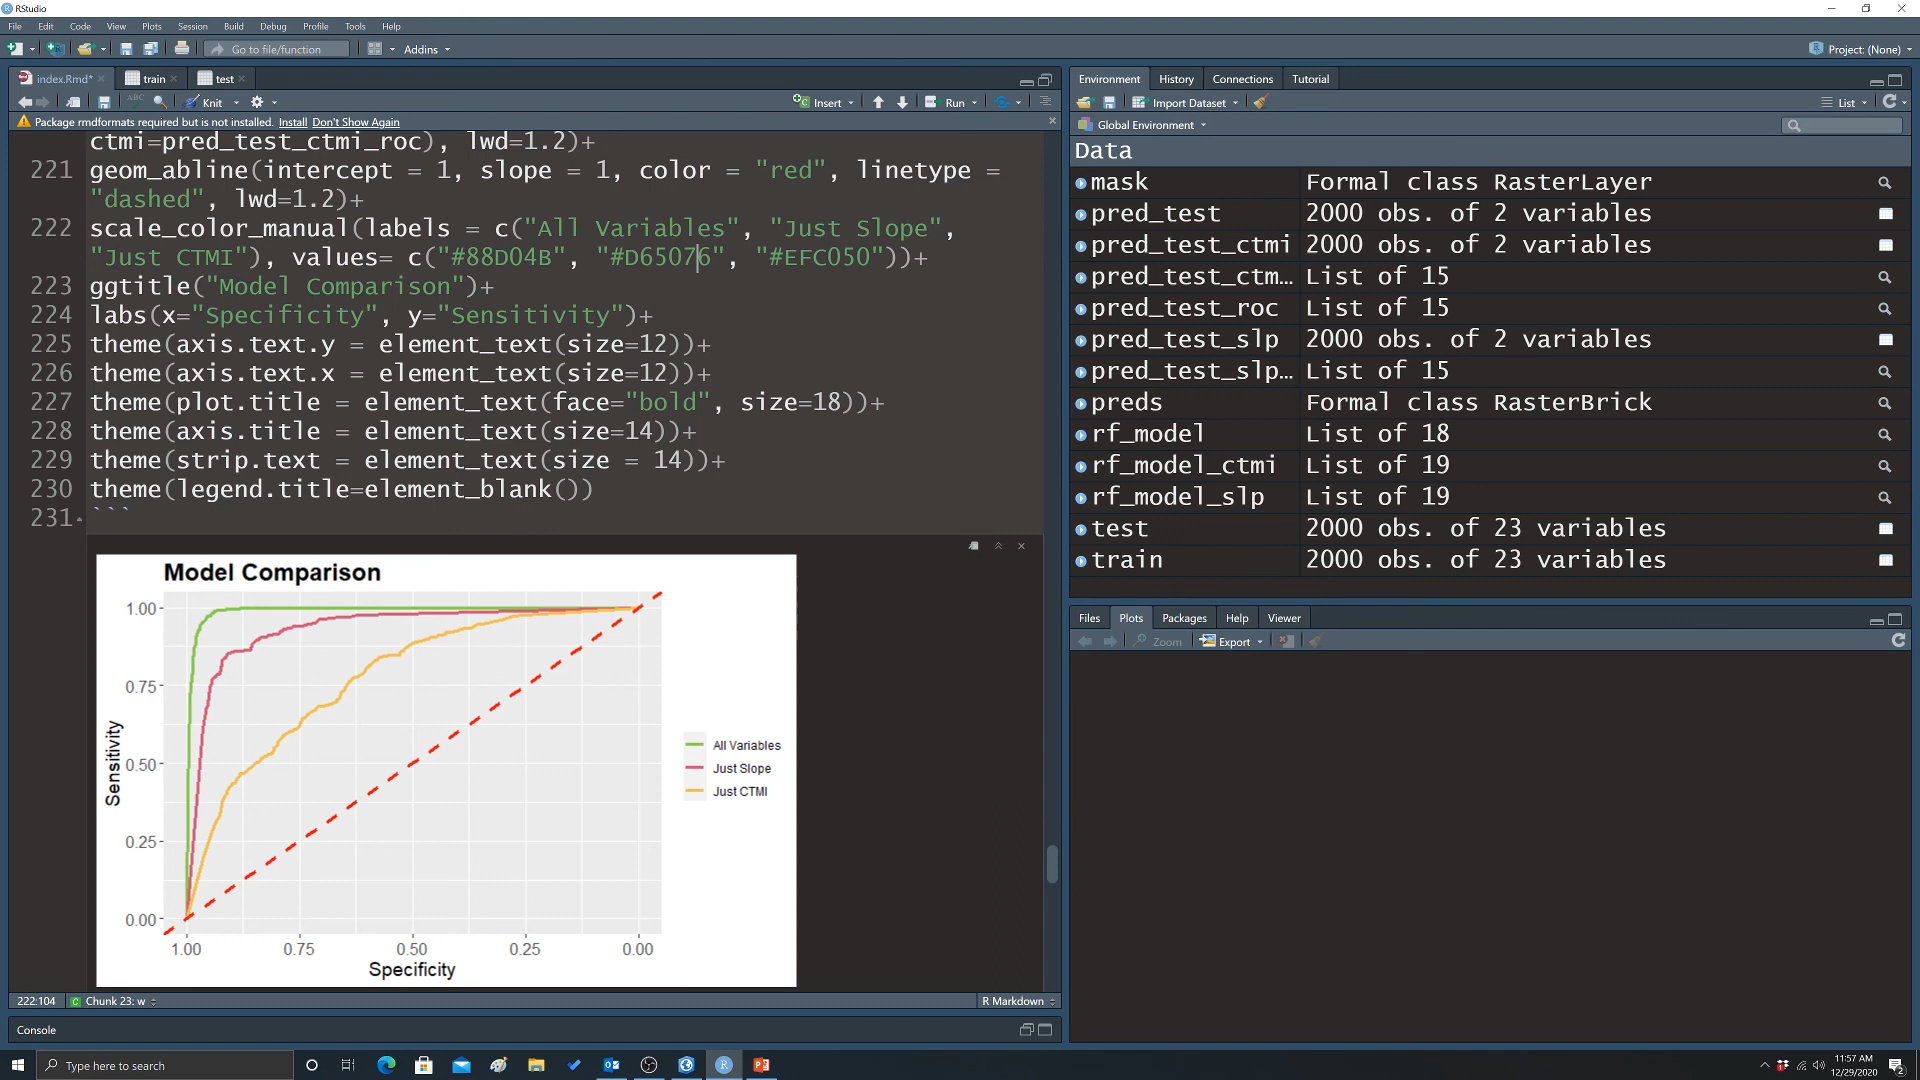 RStudio
File Edit Code View Plots Session Build Debug Profile Tools Help
Go to file/function Addins Project: (None)
index.Rmd* train test
ABC Knit Insert Run
Package rmdformats required but is not installed. Install Don't Show Again
ctmi=pred_test_ctmi_roc), lwd=1.2)+
221 geom_abline(intercept = 1, slope = 1, color = "red", linetype =
"dashed", lwd=1.2)+
222 scale_color_manual(labels = c("All Variables", "Just Slope",
"Just CTMI"), values= c("#88D04B", "#D65076", "#EFC050"))+
223 ggtitle("Model Comparison")+
224 labs(x="Specificity", y="Sensitivity")+
225 theme(axis.text.y = element_text(size=12))+
226 theme(axis.text.x = element_text(size=12))+
227 theme(plot.title = element_text(face="bold", size=18))+
228 theme(axis.title = element_text(size=14))+
229 theme(strip.text = element_text(size = 14))+
230 theme(legend.title=element_blank())
231 ```
Model Comparison
1.00
0.75
0.50
0.25
0.00
Sensitivity
1.00 0.75 0.50 0.25 0.00
Specificity
All Variables
Just Slope
Just CTMI
222:104 C Chunk 23: w R Markdown
Console
Environment History Connections Tutorial
Import Dataset List
Global Environment
Data
mask Formal class RasterLayer
pred_test 2000 obs. of 2 variables
pred_test_ctmi 2000 obs. of 2 variables
pred_test_ctm… List of 15
pred_test_roc List of 15
pred_test_slp 2000 obs. of 2 variables
pred_test_slp… List of 15
preds Formal class RasterBrick
rf_model List of 18
rf_model_ctmi List of 19
rf_model_slp List of 19
test 2000 obs. of 23 variables
train 2000 obs. of 23 variables
Files Plots Packages Help Viewer
Zoom Export
Type here to search
11:57 AM
12/29/2020
2